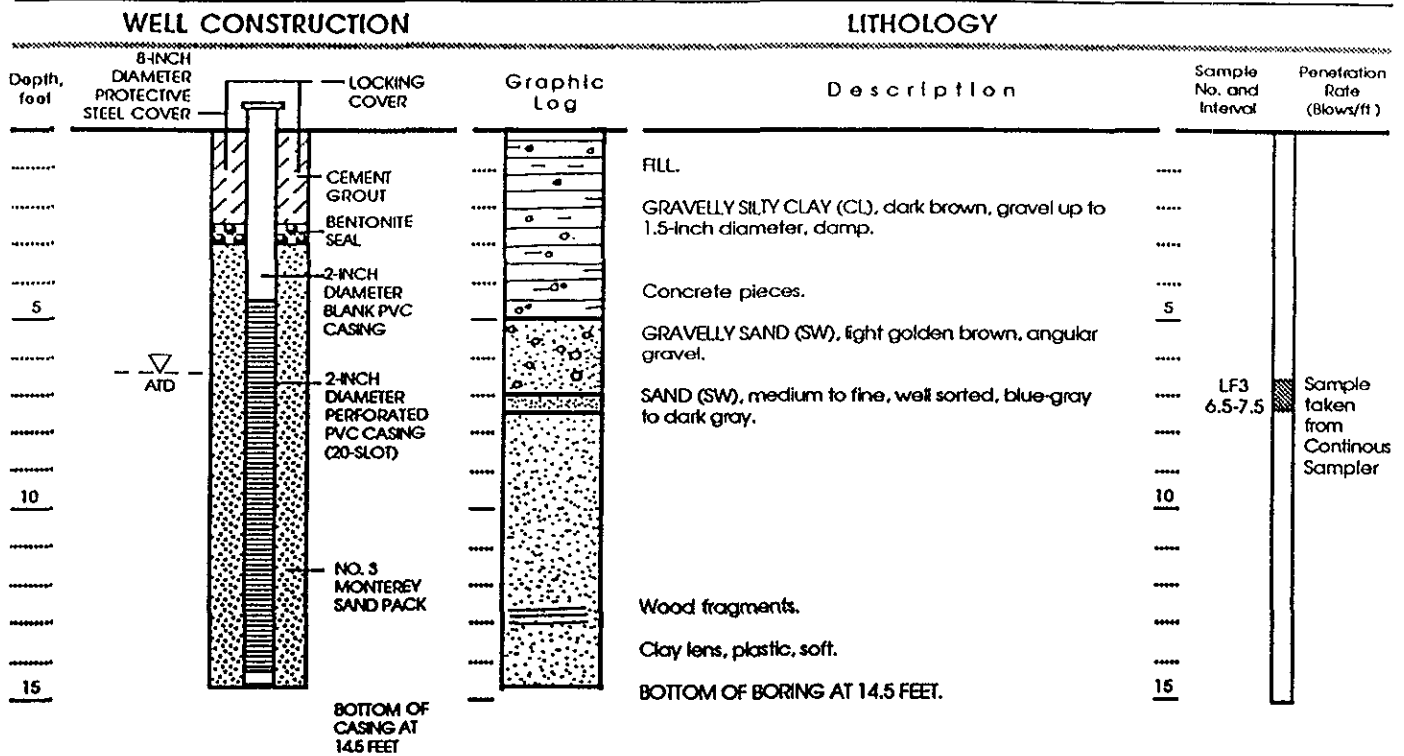 WELL CONSTRUCTION
LITHOLOGY
Depth,
feet
8-INCH
DIAMETER
PROTECTIVE
STEEL COVER
LOCKING
COVER
Graphic
Log
Description
Sample
No. and
Interval
Penetration
Rate
(Blows/ft)
CEMENT
GROUT
BENTONITE
SEAL
2-INCH
DIAMETER
BLANK PVC
CASING
5
ATD
2-INCH
DIAMETER
PERFORATED
PVC CASING
(20-SLOT)
10
NO. 3
MONTEREY
SAND PACK
15
BOTTOM OF
CASING AT
14.5 FEET
FILL.
GRAVELLY SILTY CLAY (CL), dark brown, gravel up to
1.5-inch diameter, damp.
Concrete pieces.
GRAVELLY SAND (SW), light golden brown, angular
gravel.
SAND (SW), medium to fine, well sorted, blue-gray
to dark gray.
Wood fragments.
Clay lens, plastic, soft.
BOTTOM OF BORING AT 14.5 FEET.
5
10
15
LF3
6.5-7.5
Sample
taken
from
Continous
Sampler